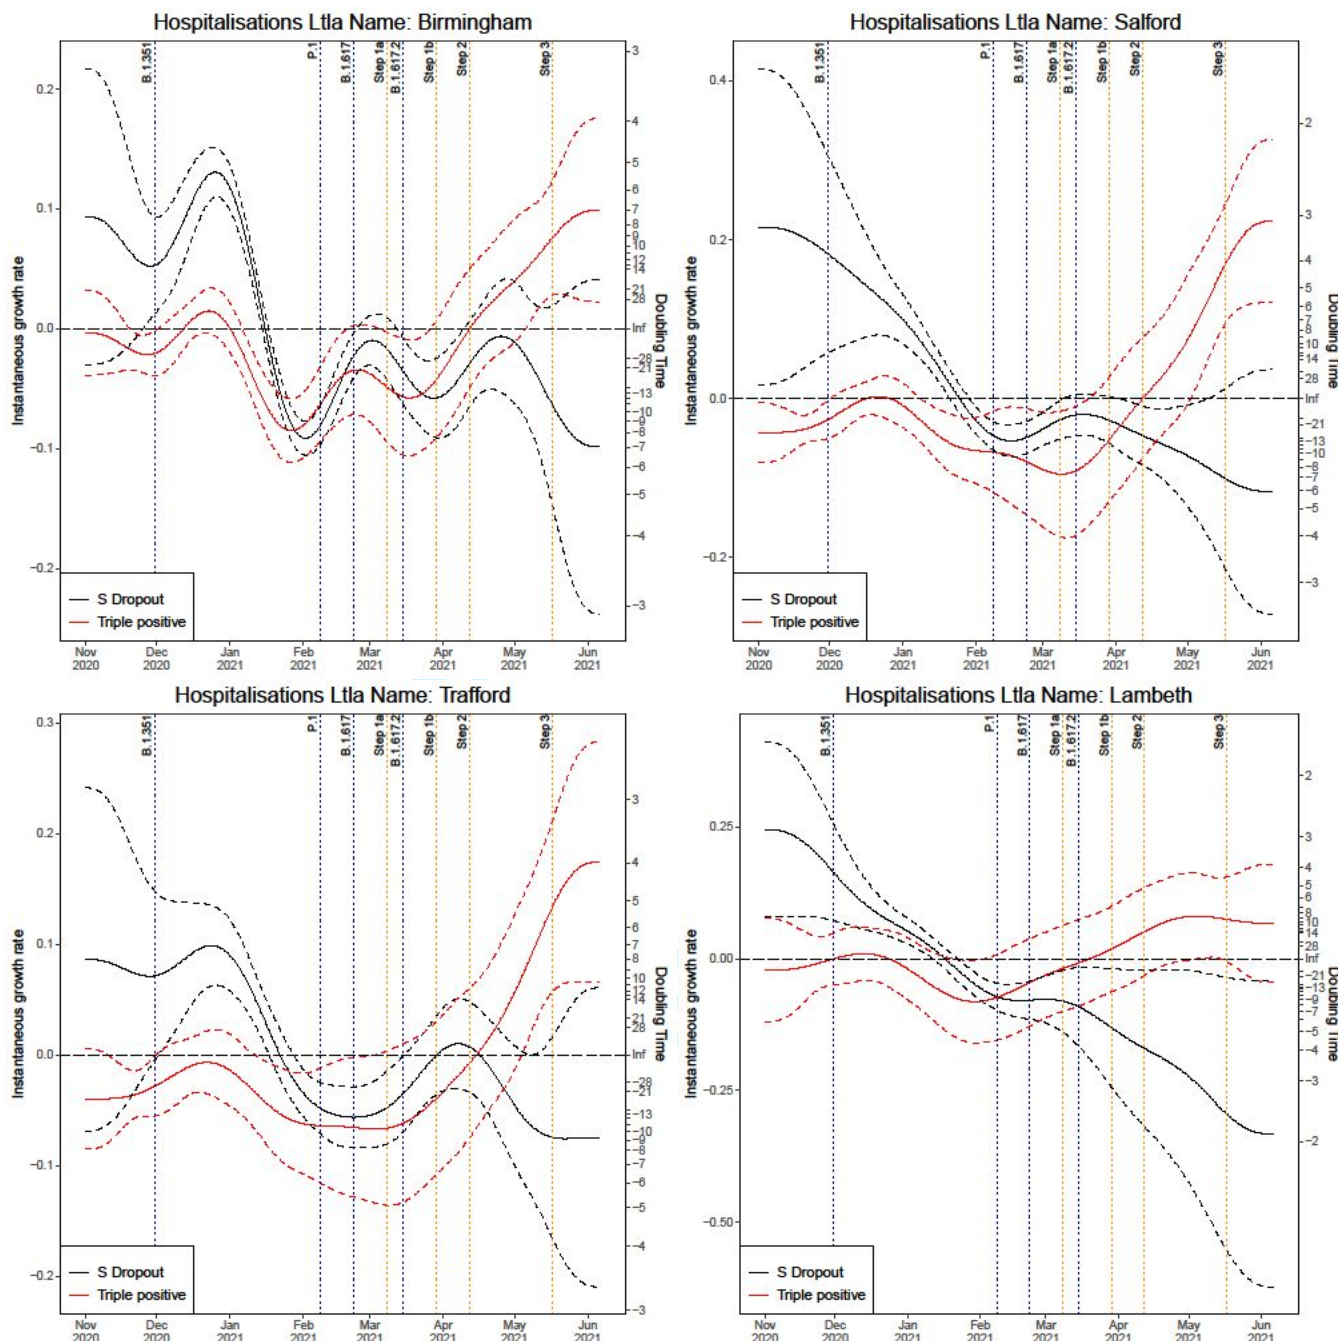 Hospitalisations Ltla Name: Birmingham
B.1.351
P.1
B.1.617
Step 1a
B.1.617.2
Step 1b
Step 2
Step 3
Instantaneous growth rate
0.2
0.1
0.0
−0.1
−0.2
3
4
5
6
7
8
9
10
12
14
21
28
Inf
−28
−21
−13
−10
−9
−8
−7
−6
−5
−4
−3
Doubling Time
S Dropout
Triple positive
Nov Dec Jan Feb Mar Apr May Jun
2020 2020 2021 2021 2021 2021 2021 2021
Hospitalisations Ltla Name: Salford
B.1.351
P.1
B.1.617
Step 1a
B.1.617.2
Step 1b
Step 2
Step 3
Instantaneous growth rate
0.4
0.2
0.0
−0.2
2
3
4
5
6
7
8
10
14
28
Inf
−21
−13
−10
−8
−7
−6
−5
−4
−3
Doubling Time
S Dropout
Triple positive
Nov Dec Jan Feb Mar Apr May Jun
2020 2020 2021 2021 2021 2021 2021 2021
Hospitalisations Ltla Name: Trafford
B.1.351
P.1
B.1.617
Step 1a
B.1.617.2
Step 1b
Step 2
Step 3
Instantaneous growth rate
0.3
0.2
0.1
0.0
−0.1
−0.2
3
4
5
6
7
8
10
12
14
21
28
Inf
−28
−21
−13
−10
−9
−8
−7
−6
−5
−4
−3
Doubling Time
S Dropout
Triple positive
Nov Dec Jan Feb Mar Apr May Jun
2020 2020 2021 2021 2021 2021 2021 2021
Hospitalisations Ltla Name: Lambeth
B.1.351
P.1
B.1.617
Step 1a
B.1.617.2
Step 1b
Step 2
Step 3
Instantaneous growth rate
0.25
0.00
−0.25
−0.50
2
3
4
5
6
8
10
14
28
Inf
−21
−13
−9
−7
−5
−4
−3
−2
Doubling Time
S Dropout
Triple positive
Nov Dec Jan Feb Mar Apr May Jun
2020 2020 2021 2021 2021 2021 2021 2021